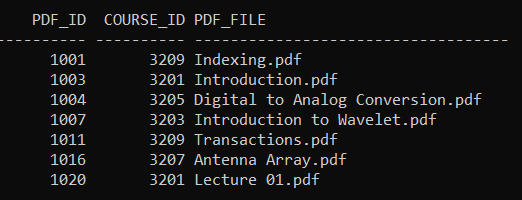 PDF_ID COURSE_ID PDF_FILE
---------- ---------- -----------------------------------
1001 3209 Indexing.pdf
1003 3201 Introduction.pdf
1004 3205 Digital to Analog Conversion.pdf
1007 3203 Introduction to Wavelet.pdf
1011 3209 Transactions.pdf
1016 3207 Antenna Array.pdf
1020 3201 Lecture 01.pdf